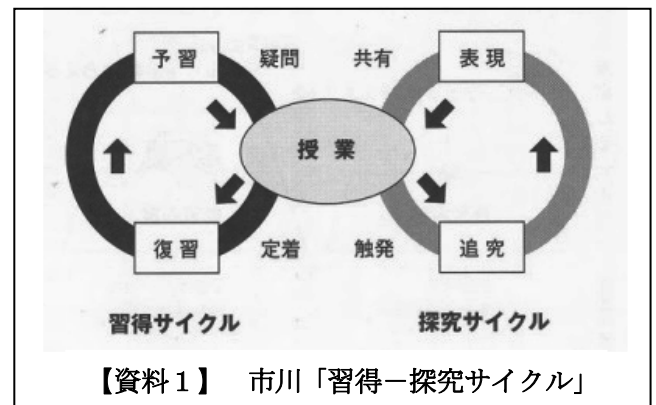 予習 疑問 共有 表現
授業
復習 定着 触発 追究
習得サイクル 探究サイクル
【資料１】 市川「習得－探究サイクル」